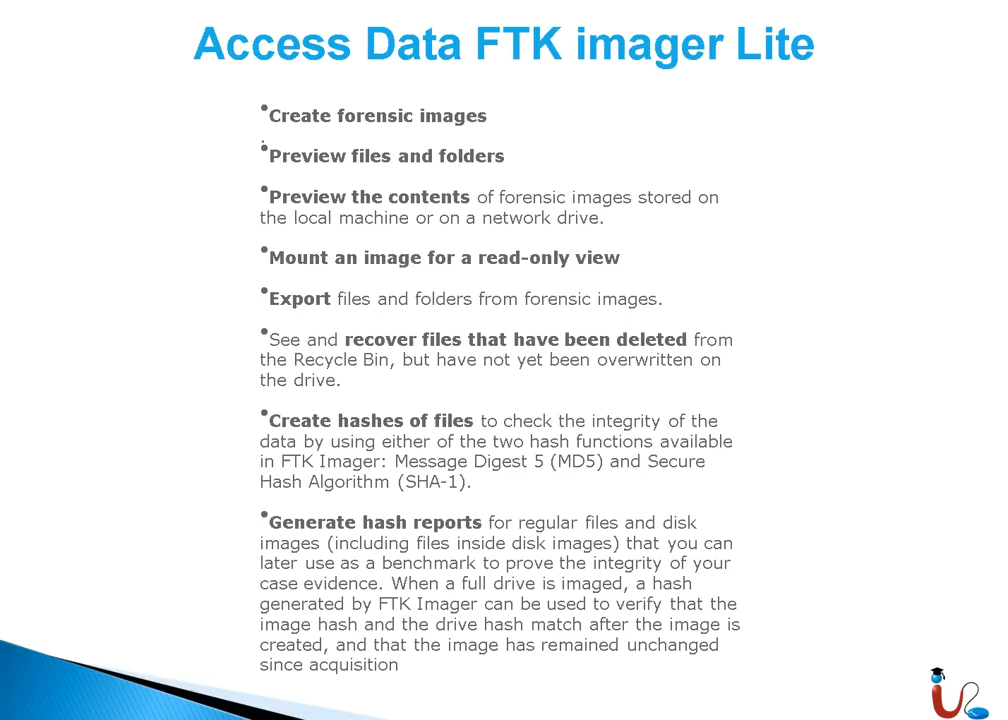 Access Data FTK imager Lite
•Create forensic images
•Preview files and folders
•Preview the contents of forensic images stored on
the local machine or on a network drive.
•Mount an image for a read-only view
•Export files and folders from forensic images.
•See and recover files that have been deleted from
the Recycle Bin, but have not yet been overwritten on
the drive.
•Create hashes of files to check the integrity of the
data by using either of the two hash functions available
in FTK Imager: Message Digest 5 (MD5) and Secure
Hash Algorithm (SHA-1).
•Generate hash reports for regular files and disk
images (including files inside disk images) that you can
later use as a benchmark to prove the integrity of your
case evidence. When a full drive is imaged, a hash
generated by FTK Imager can be used to verify that the
image hash and the drive hash match after the image is
created, and that the image has remained unchanged
since acquisition